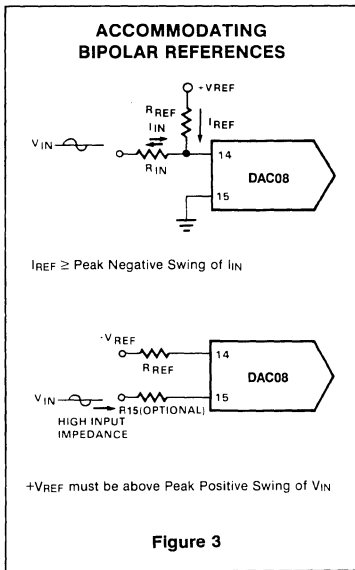 ACCOMMODATING
BIPOLAR REFERENCES
+VREF
RREF
IIN
IREF
VIN
RIN
14
15
DAC08
IREF ≥ Peak Negative Swing of IIN
-VREF
RREF
14
DAC08
VIN
R15(OPTIONAL)
15
HIGH INPUT
IMPEDANCE
+VREF must be above Peak Positive Swing of VIN
Figure 3